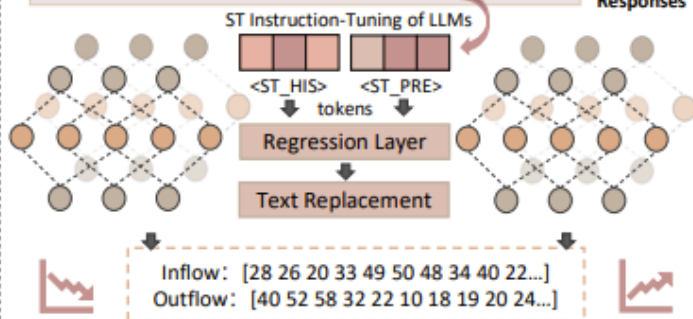 Responses
ST Instruction-Tuning of LLMs
<ST_HIS> <ST_PRE>
tokens
Regression Layer
Text Replacement
Inflow： [28 26 20 33 49 50 48 34 40 22...]
Outflow： [40 52 58 32 22 10 18 19 20 24...]